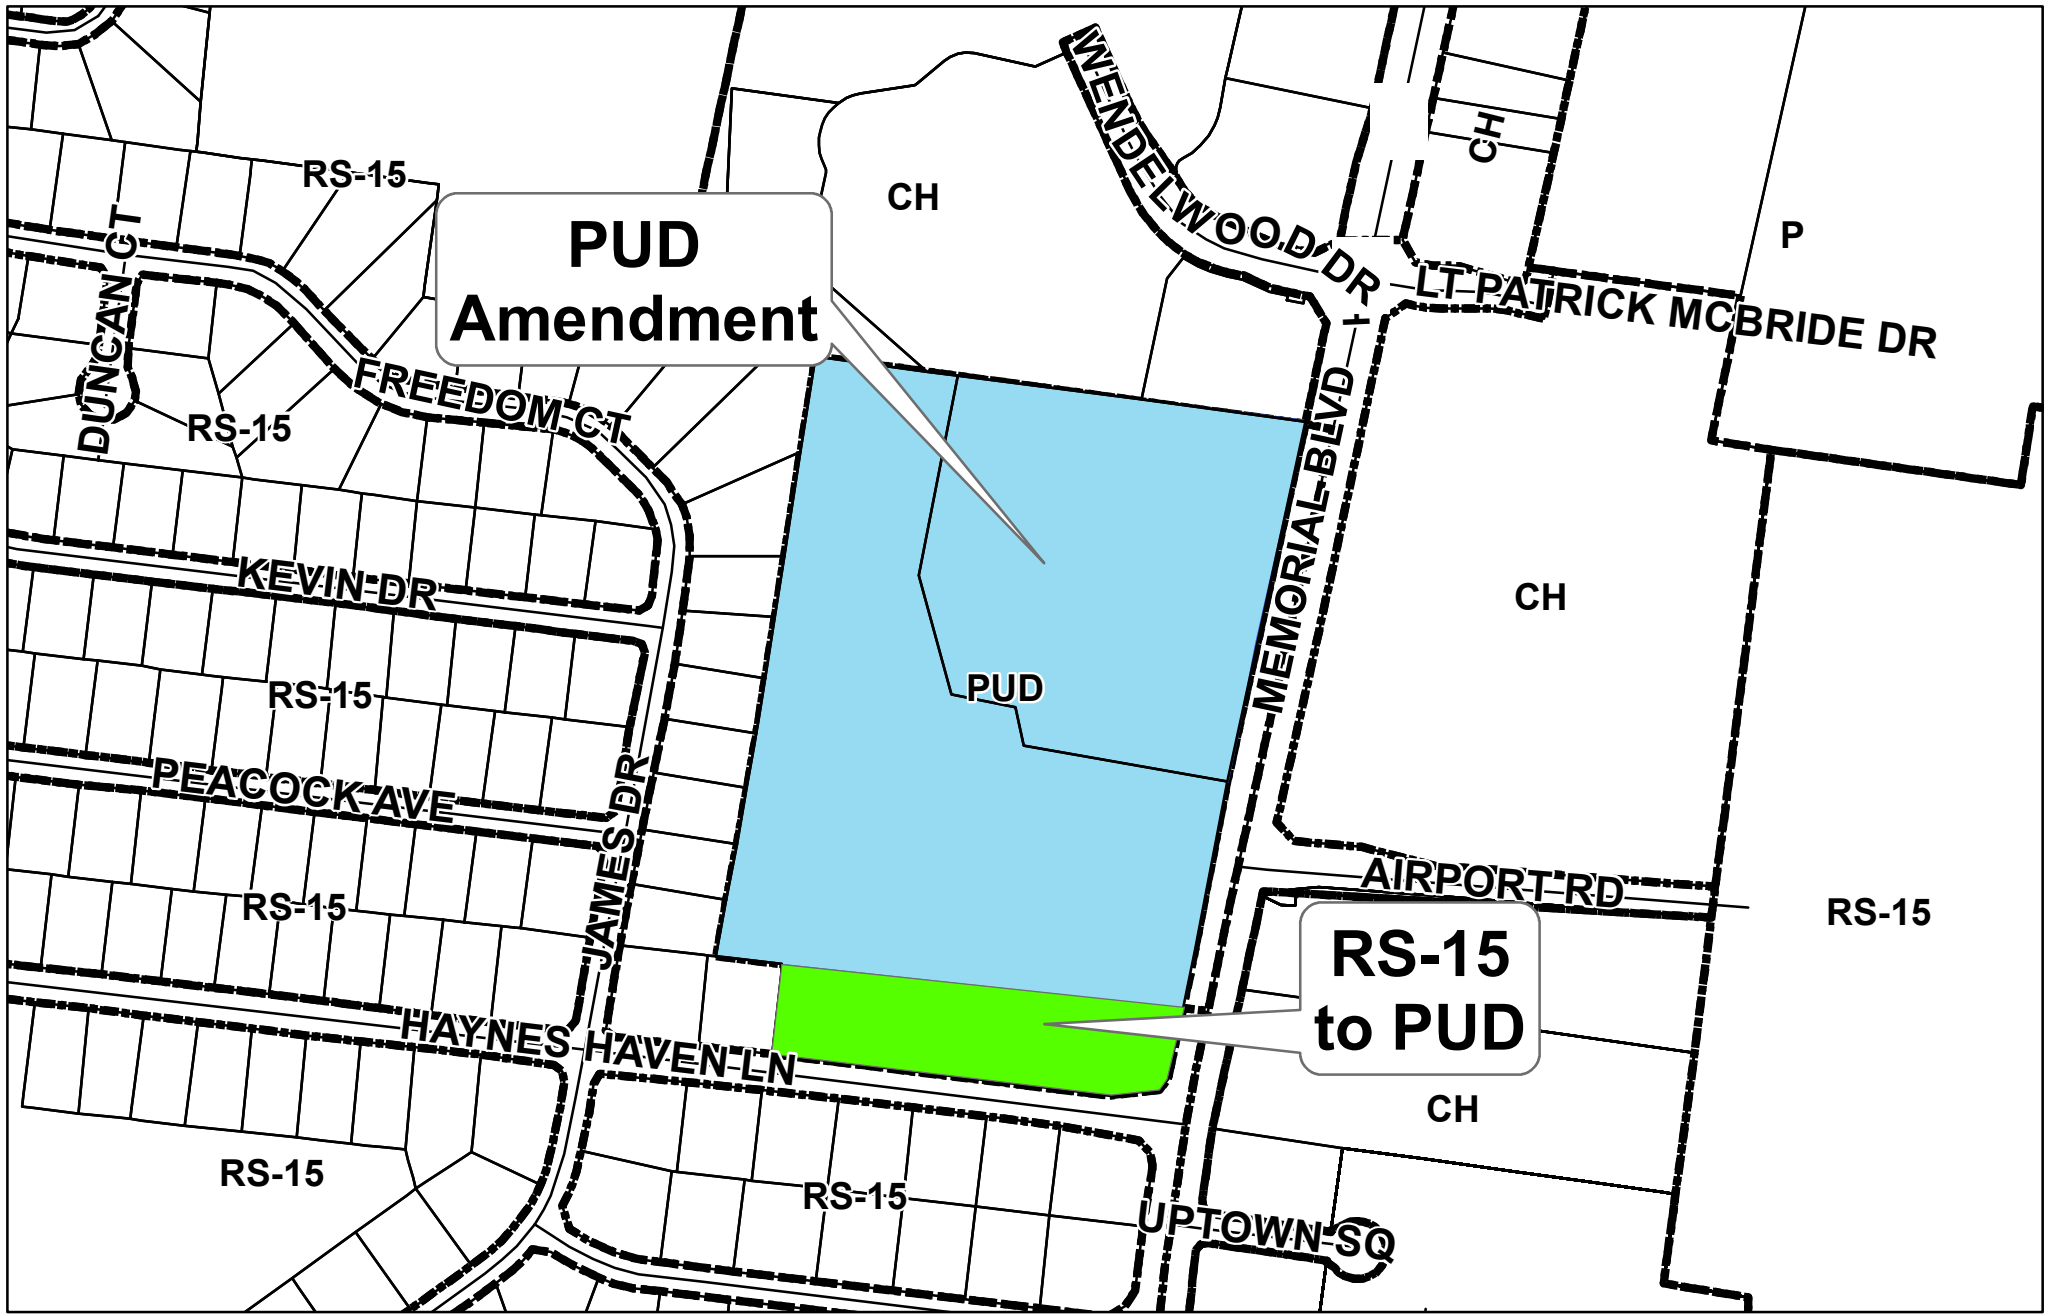 WENDELWOOD DR
CH
RS-15
CH
P
DUNCAN CT
PUD
Amendment
LT PATRICK MCBRIDE DR
FREEDOM CT
RS-15
MEMORIAL BLVD
KEVIN DR
CH
RS-15
PUD
PEACOCK AVE
JAMES DR
AIRPORT RD
RS-15
RS-15
RS-15
to PUD
HAYNES HAVEN LN
CH
RS-15
RS-15
UPTOWN SQ